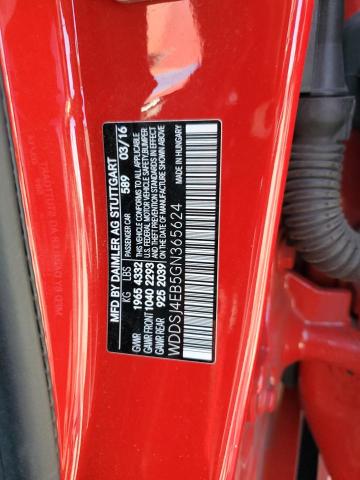 MFD BY DAIMLER AG STUTTGART
KG LBS PASSENGER CAR 589 03/16
GVWR 1965 4332 THIS VEHICLE CONFORMS TO ALL APPLICABLE
GAWR FRONT 1040 2293 U.S. FEDERAL MOTOR VEHICLE SAFETY, BUMPER
GAWR REAR 925 2039 AND THEFT PREVENTION STANDARDS IN EFFECT
ON THE DATE OF MANUFACTURE SHOWN ABOVE.
WDDSJ4EB5GN365624 MADE IN HUNGARY